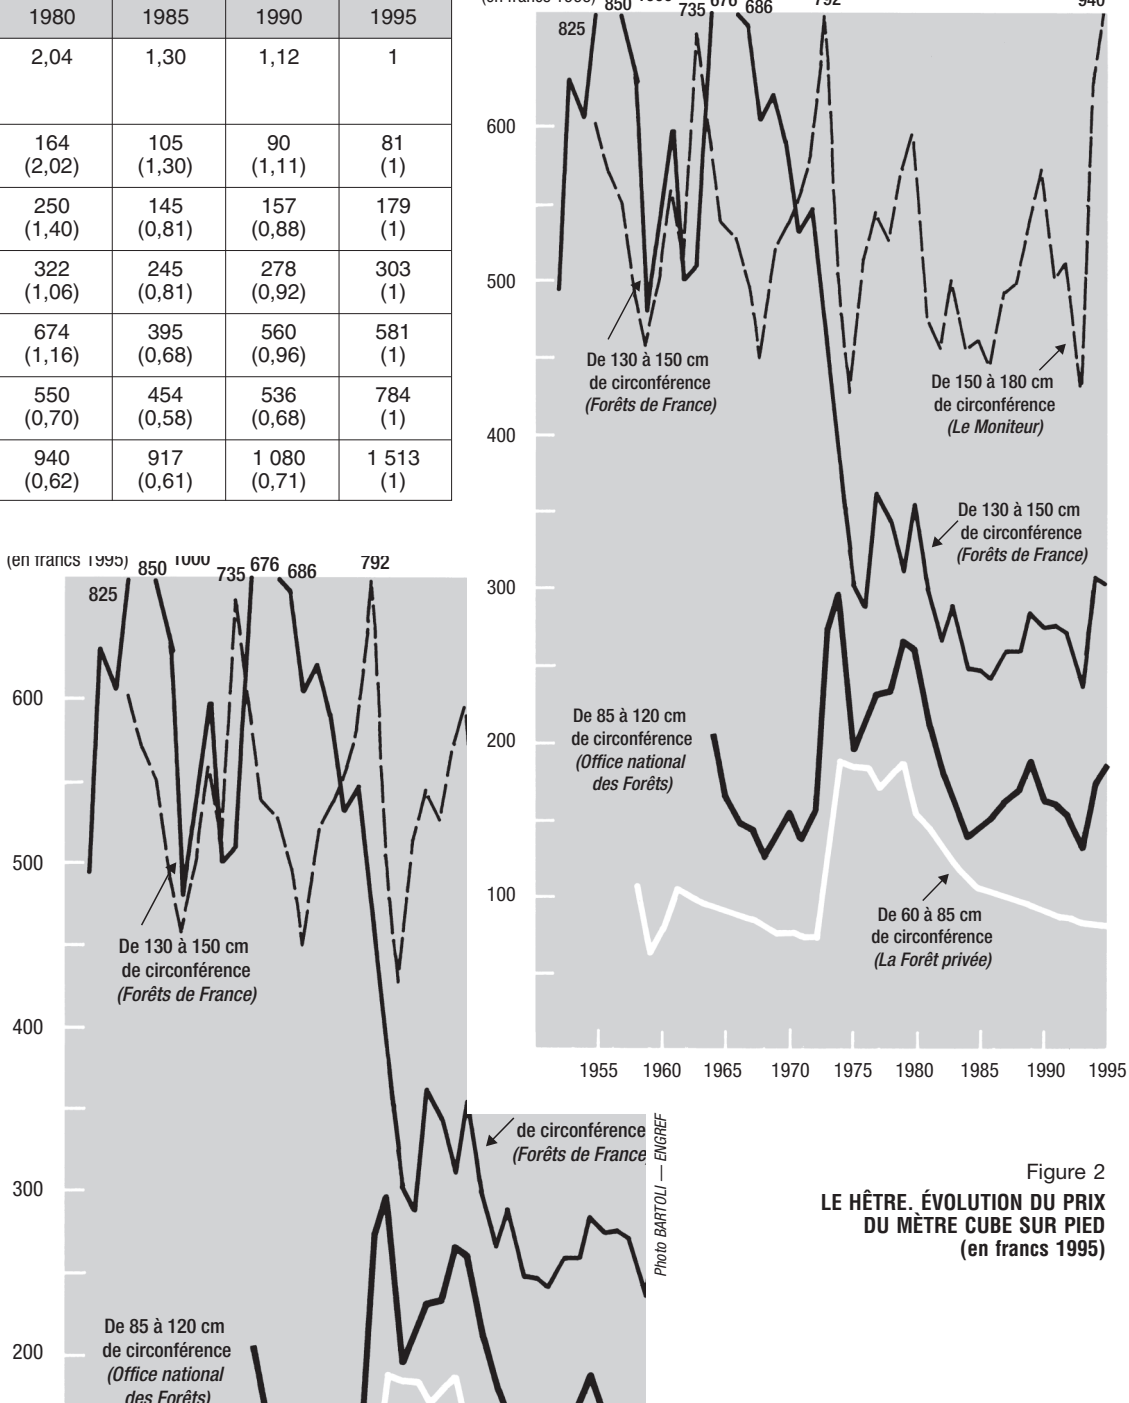 1980 1985 1990 1995
2,04 1,30 1,12 1
164 105 90 81
(2,02) (1,30) (1,11) (1)
250 145 157 179
(1,40) (0,81) (0,88) (1)
322 245 278 303
(1,06) (0,81) (0,92) (1)
674 395 560 581
(1,16) (0,68) (0,96) (1)
550 454 536 784
(0,70) (0,58) (0,68) (1)
940 917 1 080 1 513
(0,62) (0,61) (0,71) (1)
850 735 676 686 792 940
825
600
500
De 130 à 150 cm
de circonférence
(Forêts de France)
De 150 à 180 cm
de circonférence
(Le Moniteur)
400
De 130 à 150 cm
de circonférence
(Forêts de France)
300
De 85 à 120 cm
de circonférence
(Office national
des Forêts)
200
100
De 60 à 85 cm
de circonférence
(La Forêt privée)
1955 1960 1965 1970 1975 1980 1985 1990 1995
(en francs 1995) 850 1000 735 676 686 792
825
600
500
De 130 à 150 cm
de circonférence
(Forêts de France)
400
de circonférence
(Forêts de France
300
De 85 à 120 cm
de circonférence
(Office national
des Forêts)
200
Photo BARTOLI — ENGREF
Figure 2
LE HÊTRE. ÉVOLUTION DU PRIX
DU MÈTRE CUBE SUR PIED
(en francs 1995)